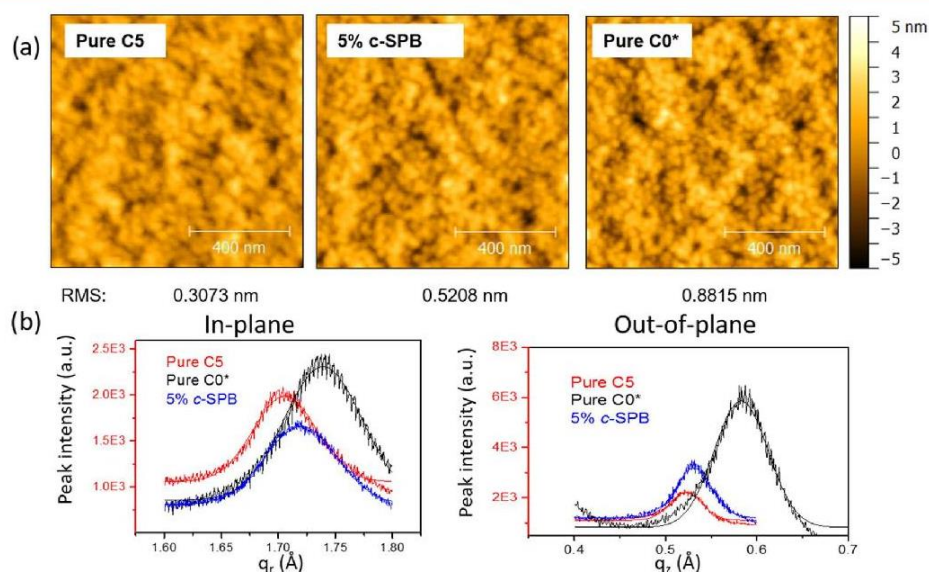 (a)
Pure C5
5% c-SPB
Pure C0*
400 nm
400 nm
400 nm
5 nm
4
3
2
1
0
−1
−2
−3
−5
RMS: 0.3073 nm 0.5208 nm 0.8815 nm
(b)
In-plane
Peak intensity (a.u.)
2.5E3
2.0E3
1.5E3
1.0E3
Pure C5
Pure C0*
5% c-SPB
1.60 1.65 1.70 1.75 1.80
qr (Å)
Out-of-plane
Peak intensity (a.u.)
8E3
6E3
4E3
2E3
Pure C5
Pure C0*
5% c-SPB
0.4 0.5 0.6 0.7
qz (Å)